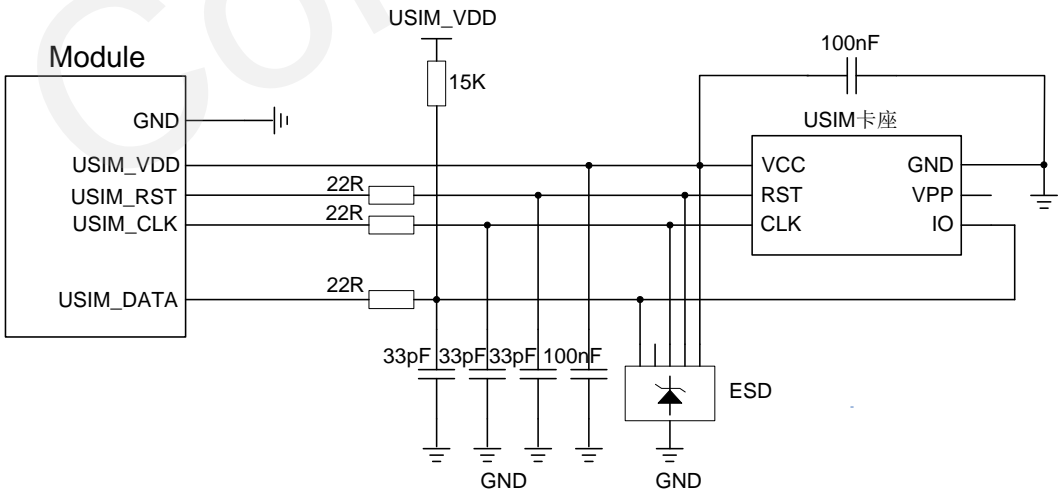 USIM_VDD
Module
15K
100nF
GND
USIM卡座
USIM_VDD
VCC
GND
USIM_RST
22R
RST
VPP
USIM_CLK
22R
CLK
IO
USIM_DATA
22R
33pF 33pF 33pF 100nF
ESD
GND
GND